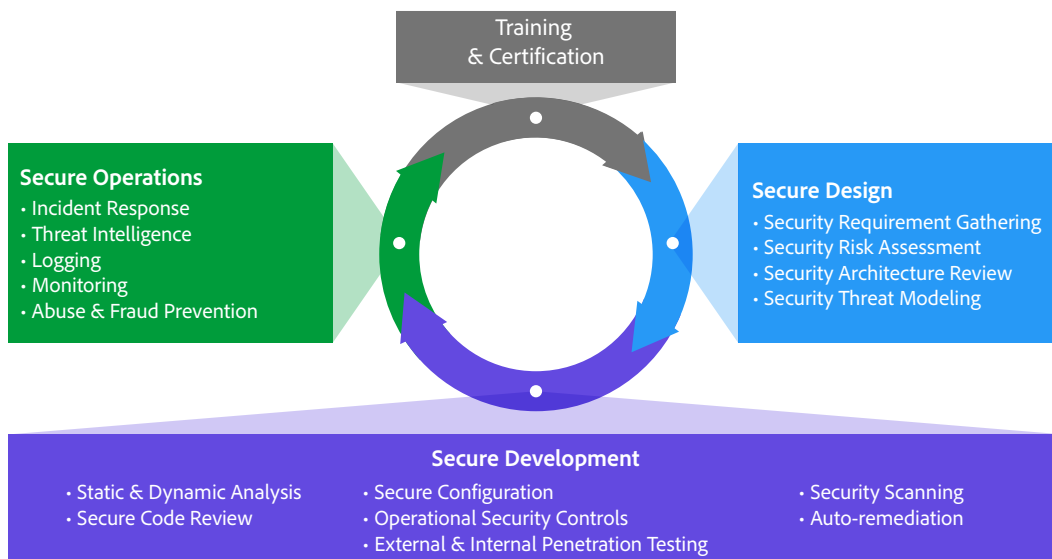 Training
& Certification
Secure Operations
• Incident Response
• Threat Intelligence
• Logging
• Monitoring
• Abuse & Fraud Prevention
Secure Design
• Security Requirement Gathering
• Security Risk Assessment
• Security Architecture Review
• Security Threat Modeling
Secure Development
• Static & Dynamic Analysis
• Secure Code Review
• Secure Configuration
• Operational Security Controls
• External & Internal Penetration Testing
• Security Scanning
• Auto-remediation